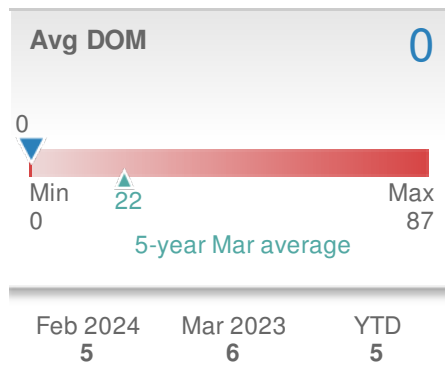 Avg DOM 0
0
Min Max
22
0 87
5-year Mar average
Feb 2024 Mar 2023 YTD
5 6 5